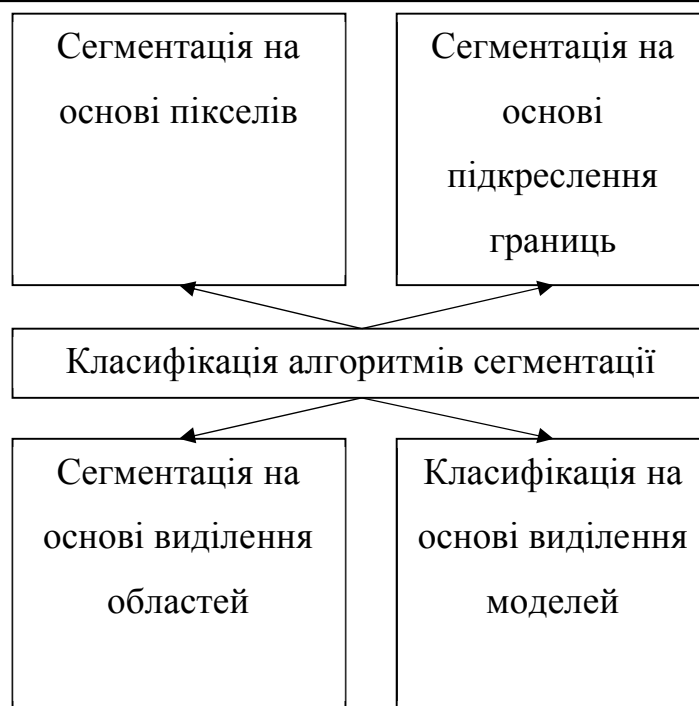 Сегментація на
основі пікселів
Сегментація на
основі
підкреслення
границь
Класифікація алгоритмів сегментації
Сегментація на
основі виділення
областей
Класифікація на
основі виділення
моделей